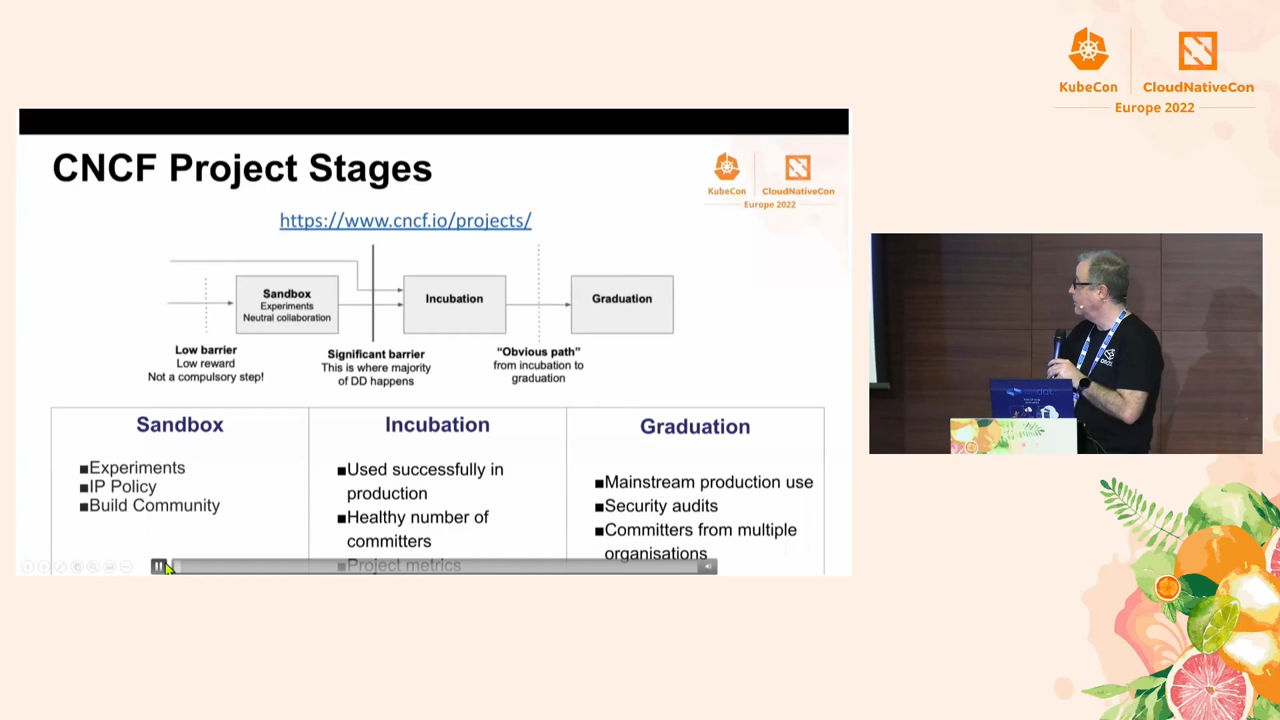 KubeCon
CloudNativeCon
Europe 2022
CNCF Project Stages
KubeCon
CloudNativeCon
Europe 2022
https://www.cncf.io/projects/
Sandbox
Experiments
Neutral collaboration
Incubation
Graduation
Low barrier
Low reward
Not a compulsory step!
Significant barrier
This is where majority
of DD happens
“Obvious path”
from incubation to
graduation
Sandbox
■Experiments
■IP Policy
■Build Community
Incubation
■Used successfully in
production
■Healthy number of
committers
■Project metrics
Graduation
■Mainstream production use
■Security audits
■Committers from multiple
organisations